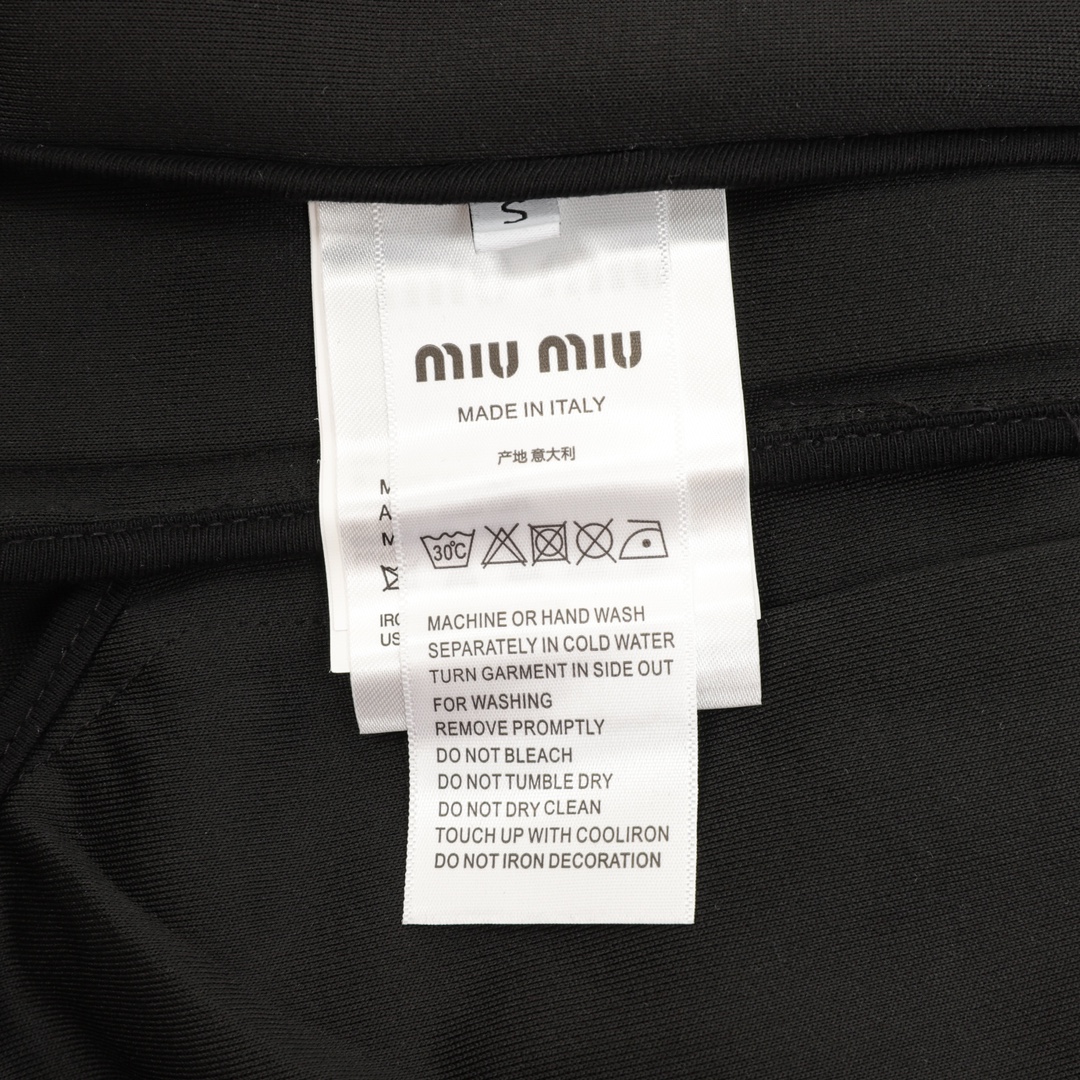 S
MIU MIU
MADE IN ITALY
产地 意大利
30°C
MACHINE OR HAND WASH
SEPARATELY IN COLD WATER
TURN GARMENT IN SIDE OUT
FOR WASHING
REMOVE PROMPTLY
DO NOT BLEACH
DO NOT TUMBLE DRY
DO NOT DRY CLEAN
TOUCH UP WITH COOLIRON
DO NOT IRON DECORATION